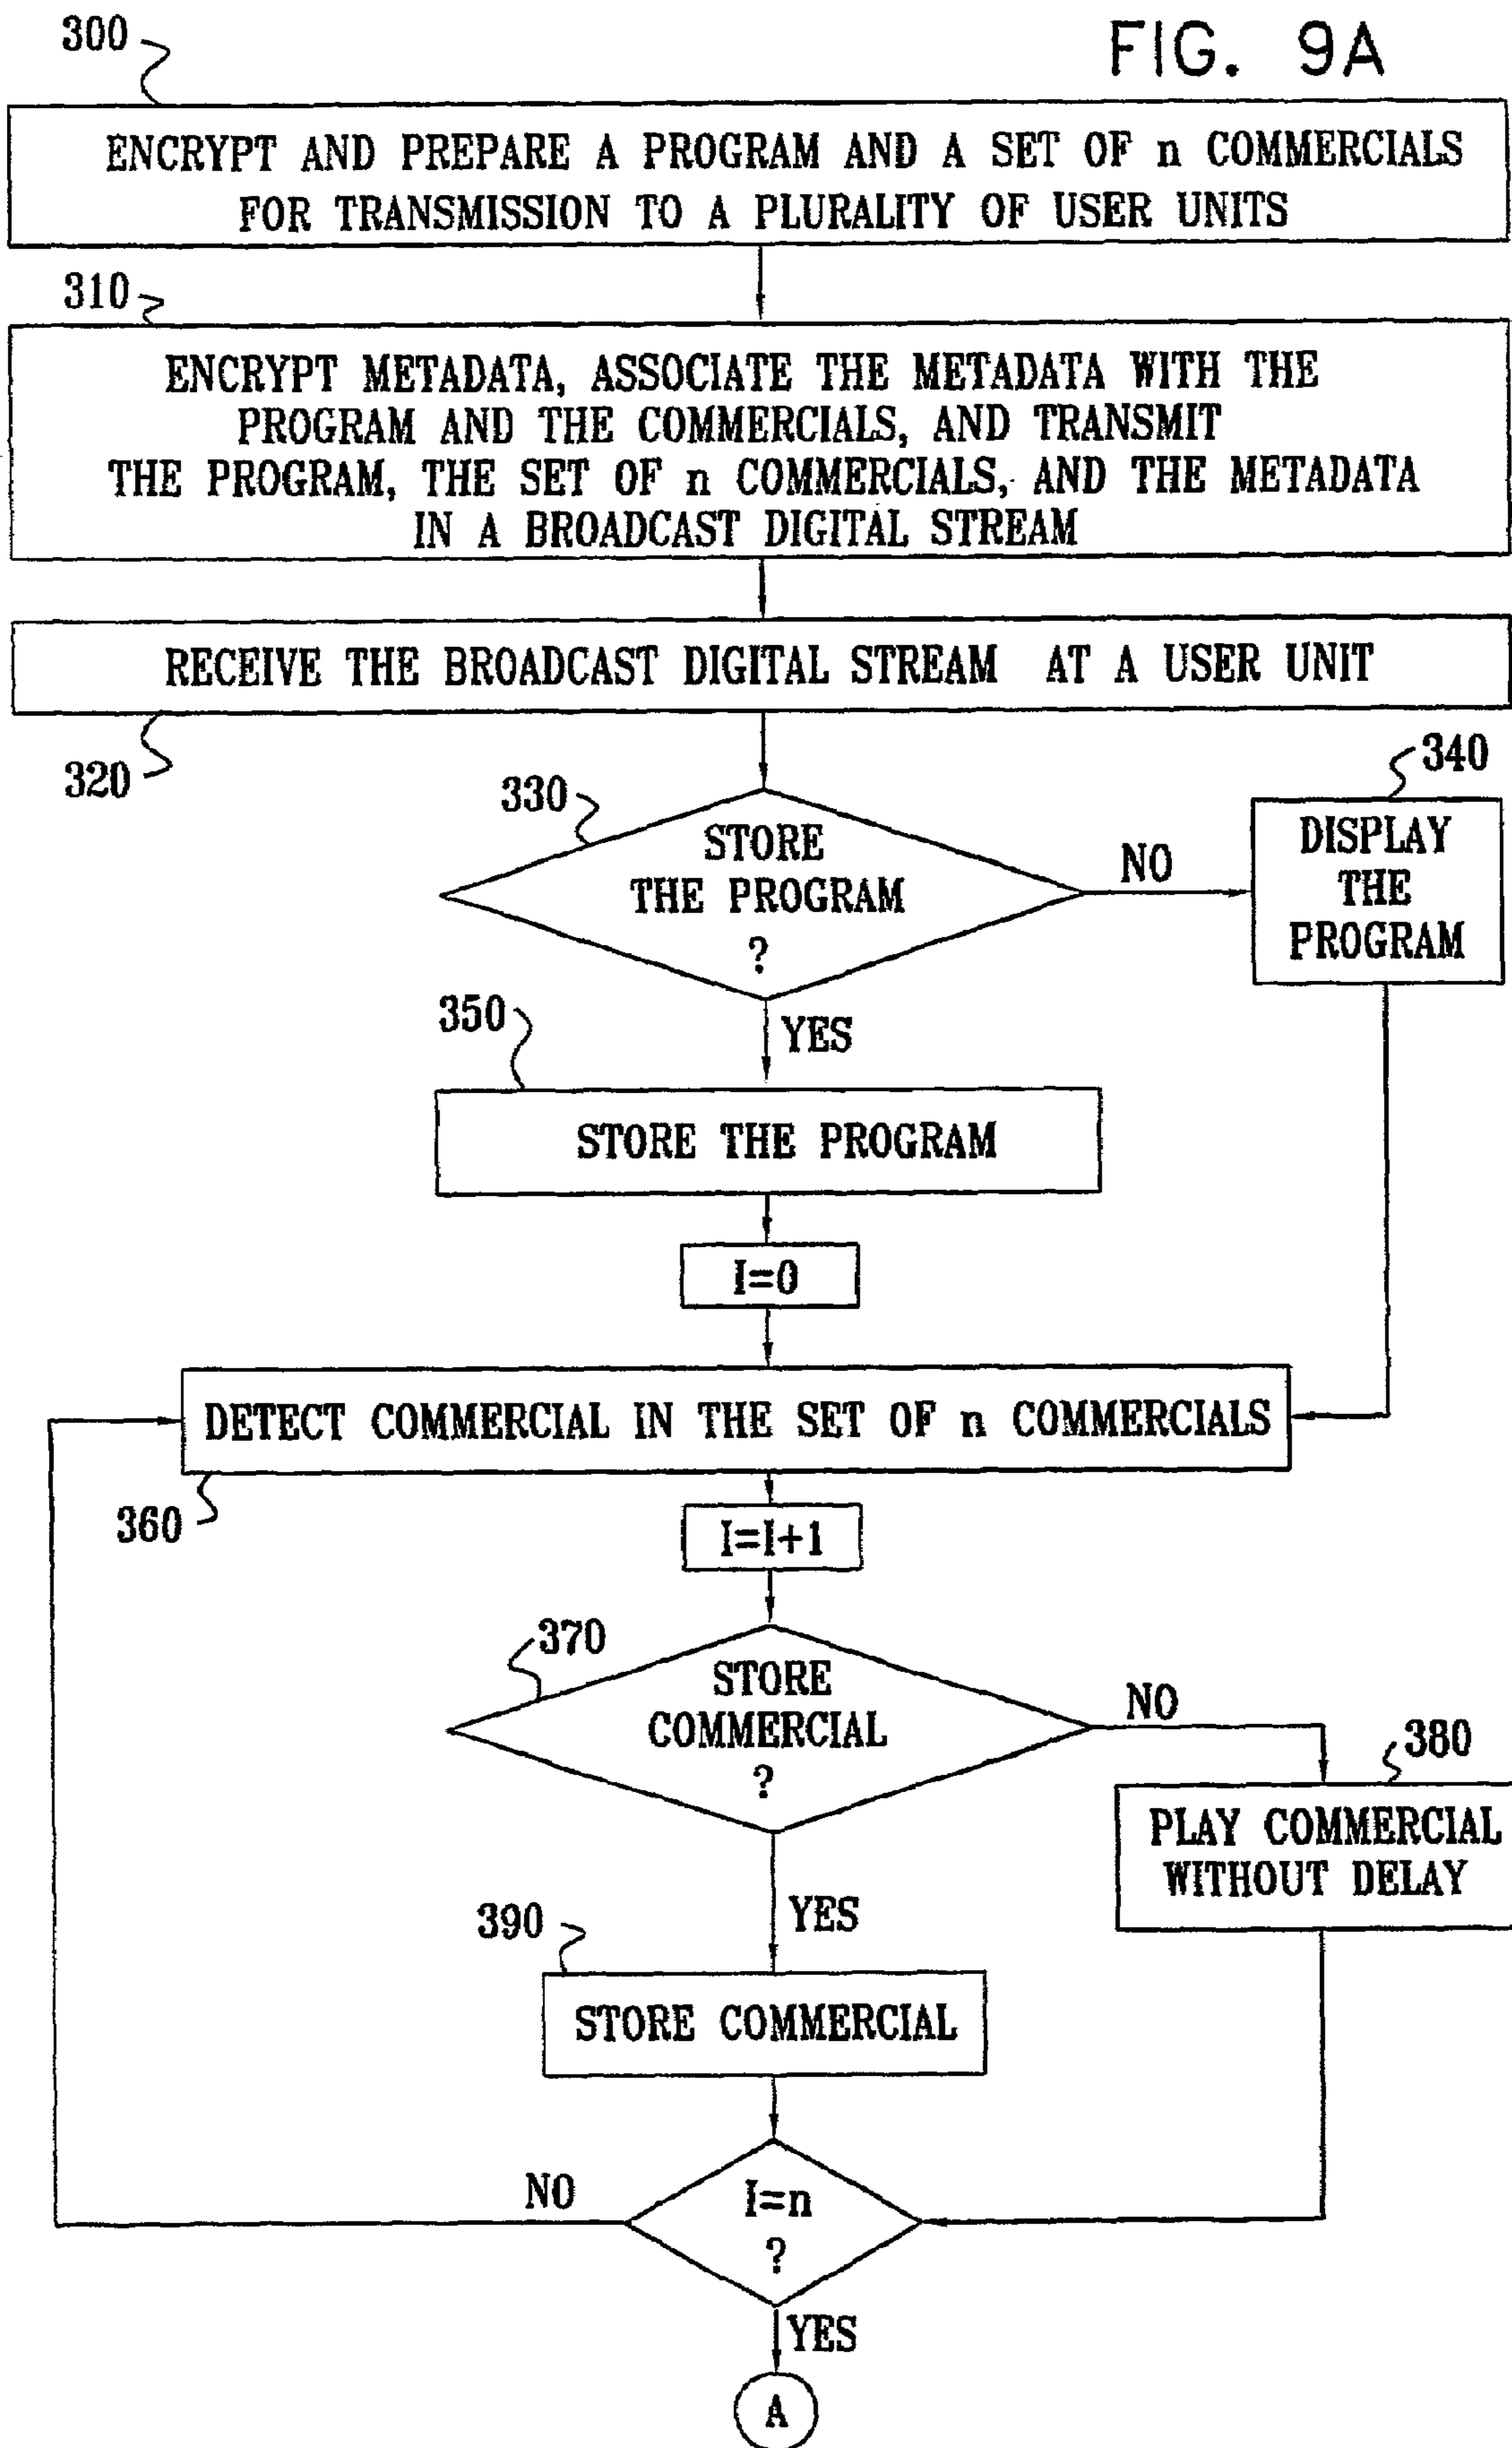 FIG. 9A
300
ENCRYPT AND PREPARE A PROGRAM AND A SET OF n COMMERCIALS
FOR TRANSMISSION TO A PLURALITY OF USER UNITS
310
ENCRYPT METADATA, ASSOCIATE THE METADATA WITH THE
PROGRAM AND THE COMMERCIALS, AND TRANSMIT
THE PROGRAM, THE SET OF n COMMERCIALS, AND THE METADATA
IN A BROADCAST DIGITAL STREAM
RECEIVE THE BROADCAST DIGITAL STREAM AT A USER UNIT
320
330
STORE
THE PROGRAM
?
NO
340
DISPLAY
THE
PROGRAM
YES
350
STORE THE PROGRAM
I=0
DETECT COMMERCIAL IN THE SET OF n COMMERCIALS
360
I=I+1
370
STORE
COMMERCIAL
?
NO
380
PLAY COMMERCIAL
WITHOUT DELAY
YES
390
STORE COMMERCIAL
I=n
?
NO
YES
A